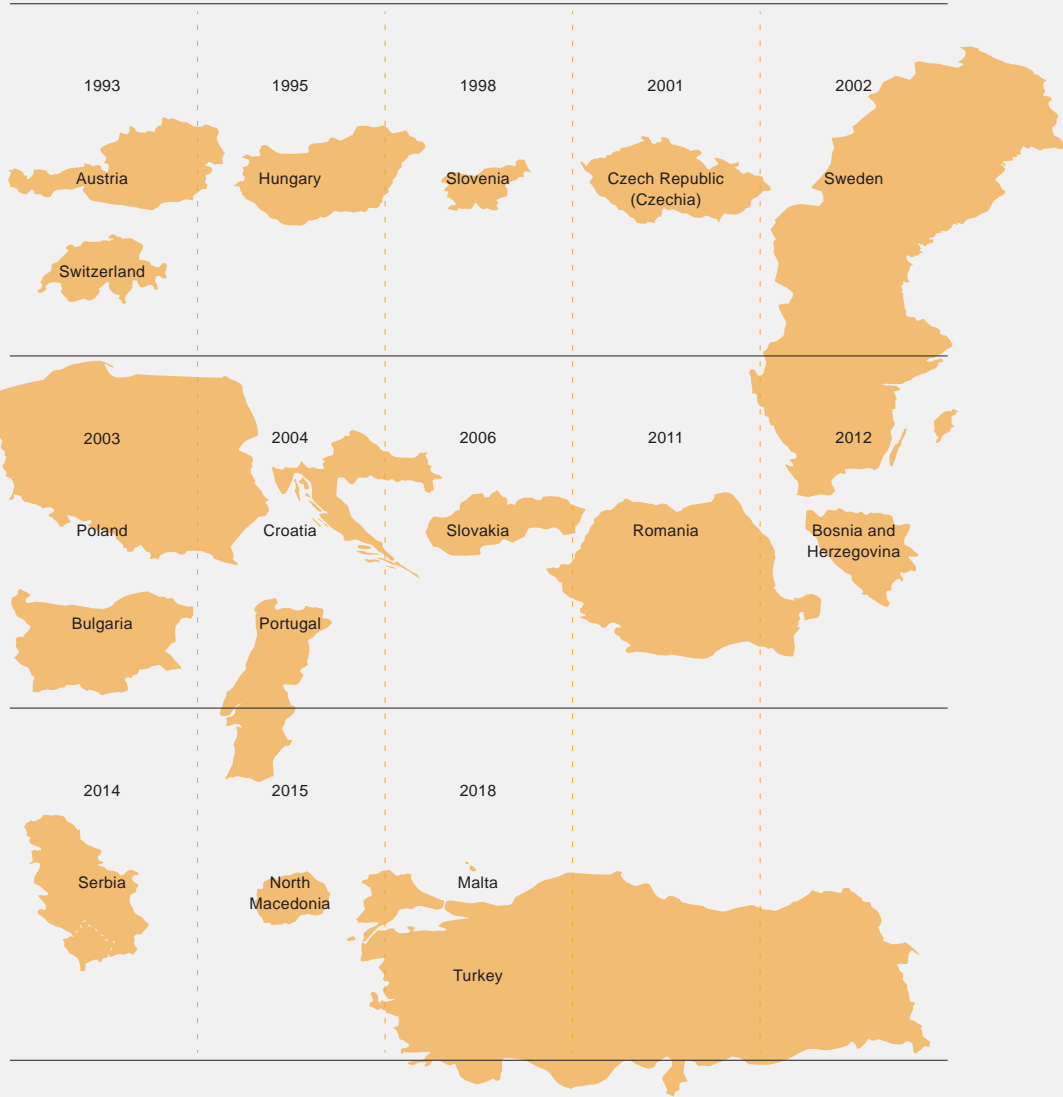 1993
1995
1998
2001
2002
Austria
Hungary
Slovenia
Czech Republic
(Czechia)
Sweden
Switzerland
2003
2004
2006
2011
2012
Poland
Croatia
Slovakia
Romania
Bosnia and
Herzegovina
Bulgaria
Portugal
2014
2015
2018
Serbia
North
Macedonia
Malta
Turkey